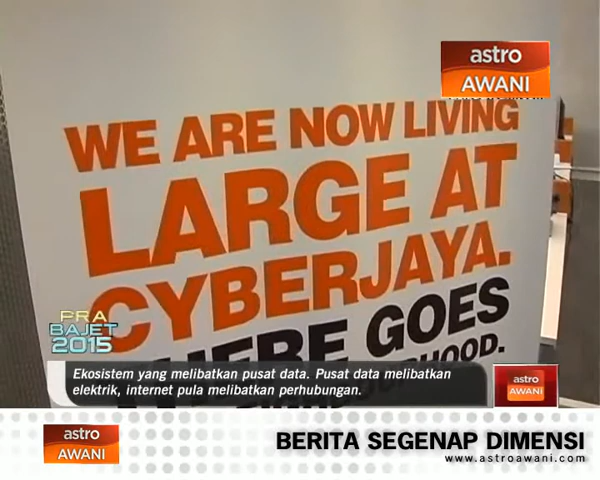 astro
AWANI
WE ARE NOW LIVING
LARGE AT
CYBERJAYA.
HERE GOES
PRA
BAJET
2015
Ekosistem yang melibatkan pusat data. Pusat data melibatkan
elektrik, internet pula melibatkan perhubungan.
astro
AWANI
astro
AWANI
BERITA SEGENAP DIMENSI
www.astroawani.com